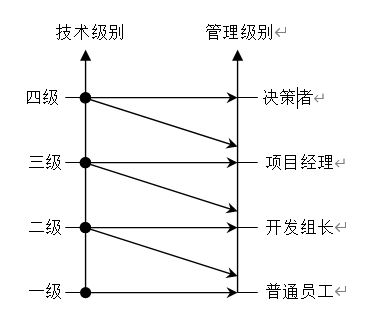 技术级别 管理级别
四级 决策者
三级 项目经理
二级 开发组长
一级 普通员工